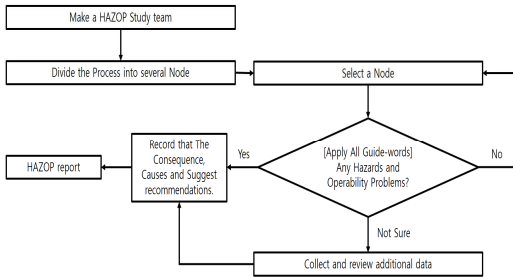 Make a HAZOP Study team
Divide the Process into several Node
Select a Node
Record that The
Consequence,
Causes and Suggest
recommendations.
Yes
[Apply All Guide-words]
Any Hazards and
Operability Problems?
No
HAZOP report
Not Sure
Collect and review additional data